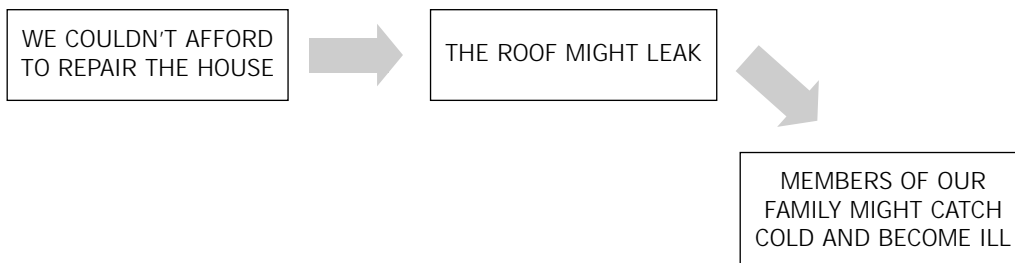 WE COULDN'T AFFORD
TO REPAIR THE HOUSE
THE ROOF MIGHT LEAK
MEMBERS OF OUR
FAMILY MIGHT CATCH
COLD AND BECOME ILL